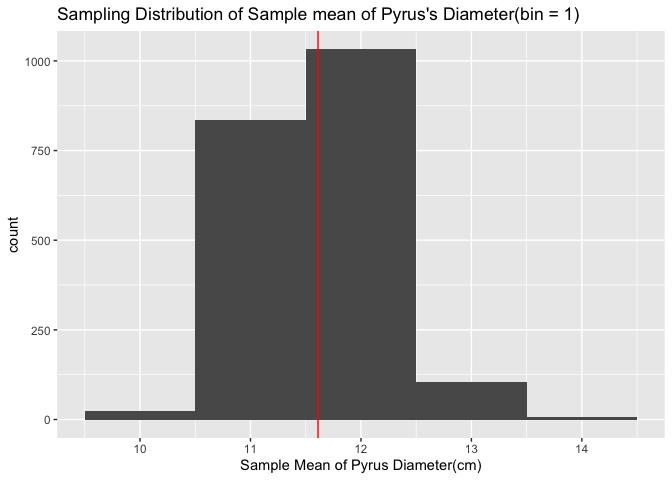 Sampling Distribution of Sample mean of Pyrus's Diameter(bin = 1)
1000
750
500
250
0
count
10 11 12 13 14
Sample Mean of Pyrus Diameter(cm)